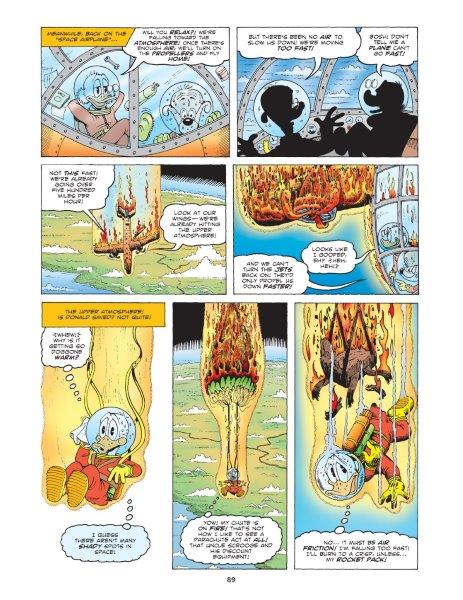 MEANWHILE, BACK ON THE
"SPACE AIRPLANE"...
WILL YOU RELAX?! WE'RE
FALLING TOWARD THE
ATMOSPHERE! ONCE THERE'S
ENOUGH AIR, WE'LL TURN ON
THE PROPELLERS AND FLY
HOME!
BUT THERE'S BEEN NO AIR TO
SLOW US DOWN! WE'RE MOVING
TOO FAST!
BOSH! DON'T
TELL ME A
PLANE CAN'T
GO FAST!
NOT THIS FAST!
WE'RE ALREADY
GOING OVER
FIVE HUNDRED
MILES PER
HOUR!
LOOK AT OUR
WINGS—WE'RE
ALREADY HITTING
THE UPPER
ATMOSPHERE!
AND WE CAN'T
TURN THE JETS
BACK ON! THEY'D
ONLY PROPEL US
DOWN FASTER!
LOOKS LIKE
I GOOFED,
EH? ›HEH,
HEH!‹
THE UPPER ATMOSPHERE!
IS DONALD SAVED? NOT QUITE!
›WHEW!‹
WHY IS IT
GETTING SO
DOGGONE
WARM?
I GUESS
THERE AREN'T MANY
SHADY SPOTS IN
SPACE!
YOW! MY CHUTE IS
ON FIRE! THAT'S NOT
HOW I LIKE TO SEE A
PARACHUTE ACT AT ALL!
THAT UNCLE SCROOGE AND HIS
DISCOUNT
EQUIPMENT!
NO... IT MUST BE AIR
FRICTION! I'M FALLING TOO FAST!
I'LL BURN TO A CRISP, UNLESS...
MY ROCKET PACK!
89